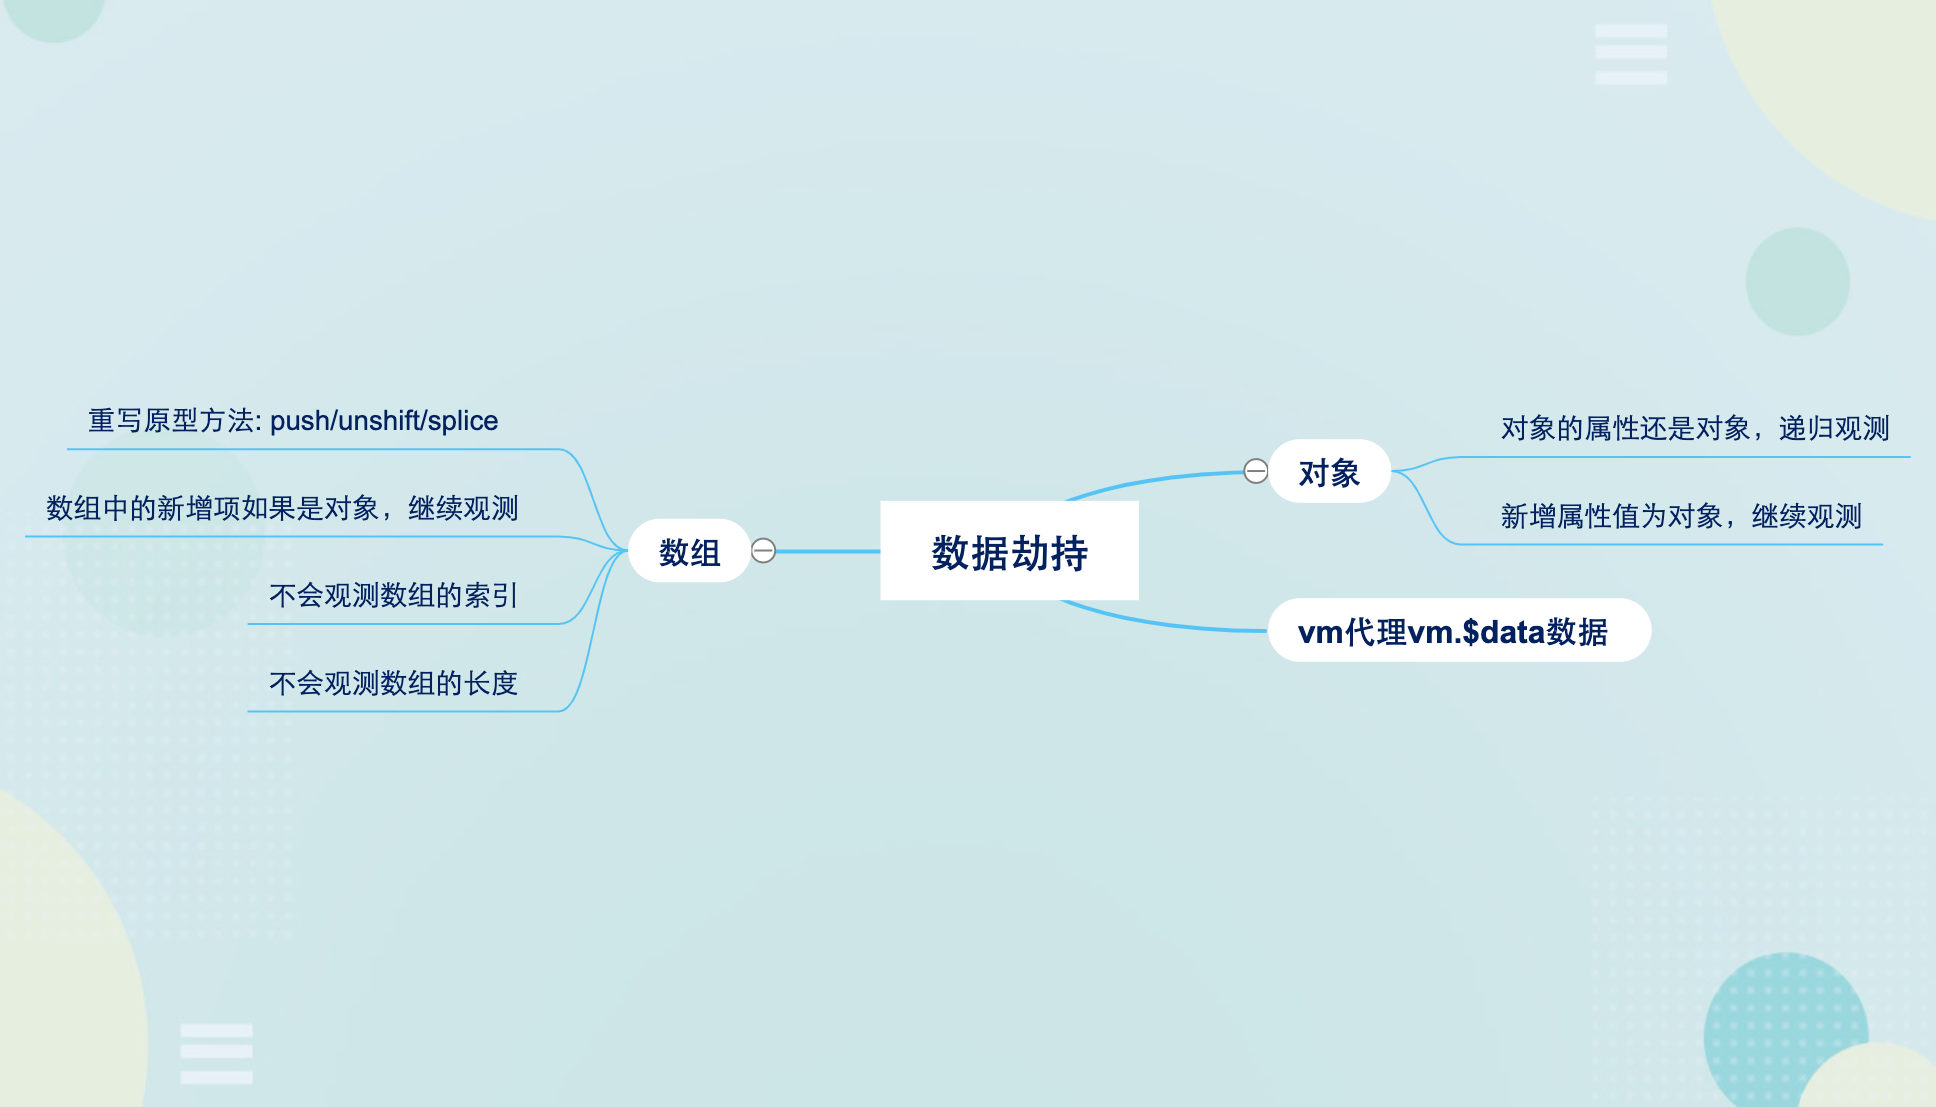 数据劫持
对象
对象的属性还是对象，递归观测
新增属性值为对象，继续观测
vm代理vm.$data数据
数组
重写原型方法: push/unshift/splice
数组中的新增项如果是对象，继续观测
不会观测数组的索引
不会观测数组的长度